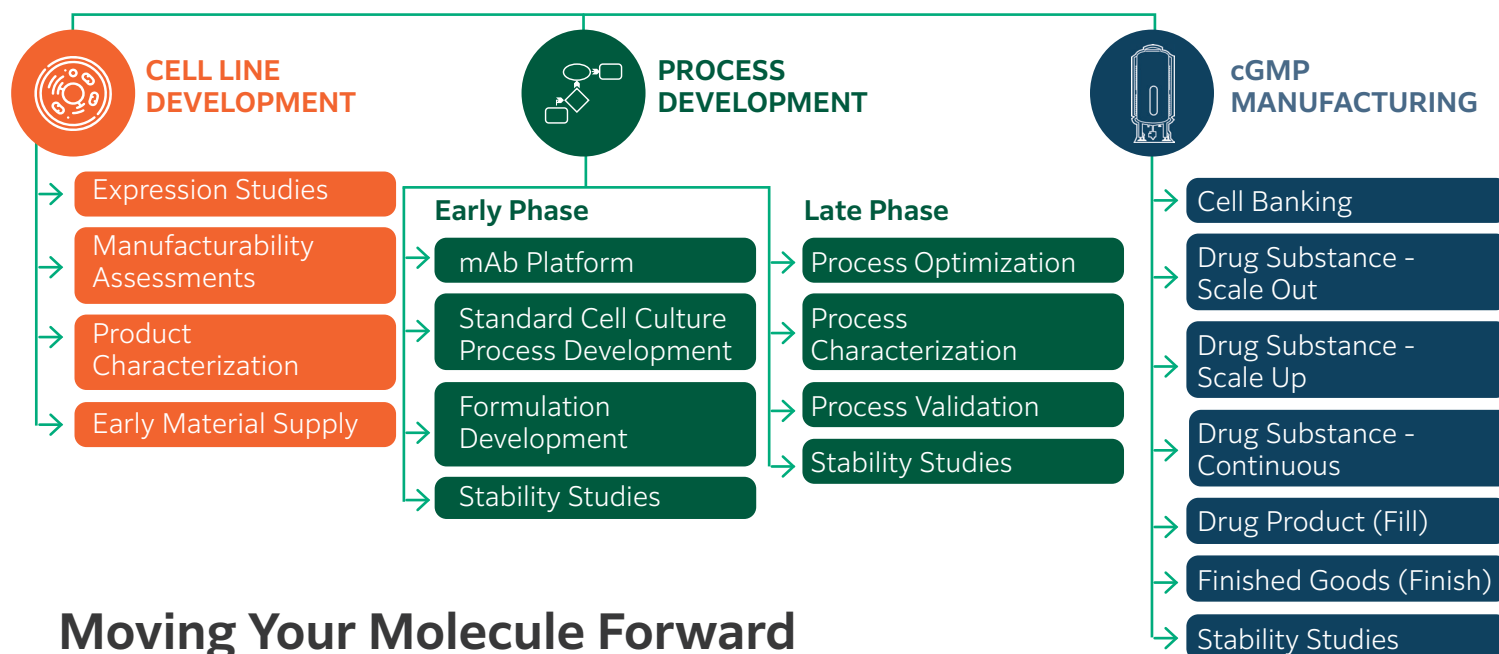 CELL LINE
DEVELOPMENT
Expression Studies
Manufacturability
Assessments
Product
Characterization
Early Material Supply
PROCESS
DEVELOPMENT
Early Phase
mAb Platform
Standard Cell Culture
Process Development
Formulation
Development
Stability Studies
Late Phase
Process Optimization
Process
Characterization
Process Validation
Stability Studies
cGMP
MANUFACTURING
Cell Banking
Drug Substance -
Scale Out
Drug Substance -
Scale Up
Drug Substance -
Continuous
Drug Product (Fill)
Finished Goods (Finish)
Stability Studies
Moving Your Molecule Forward